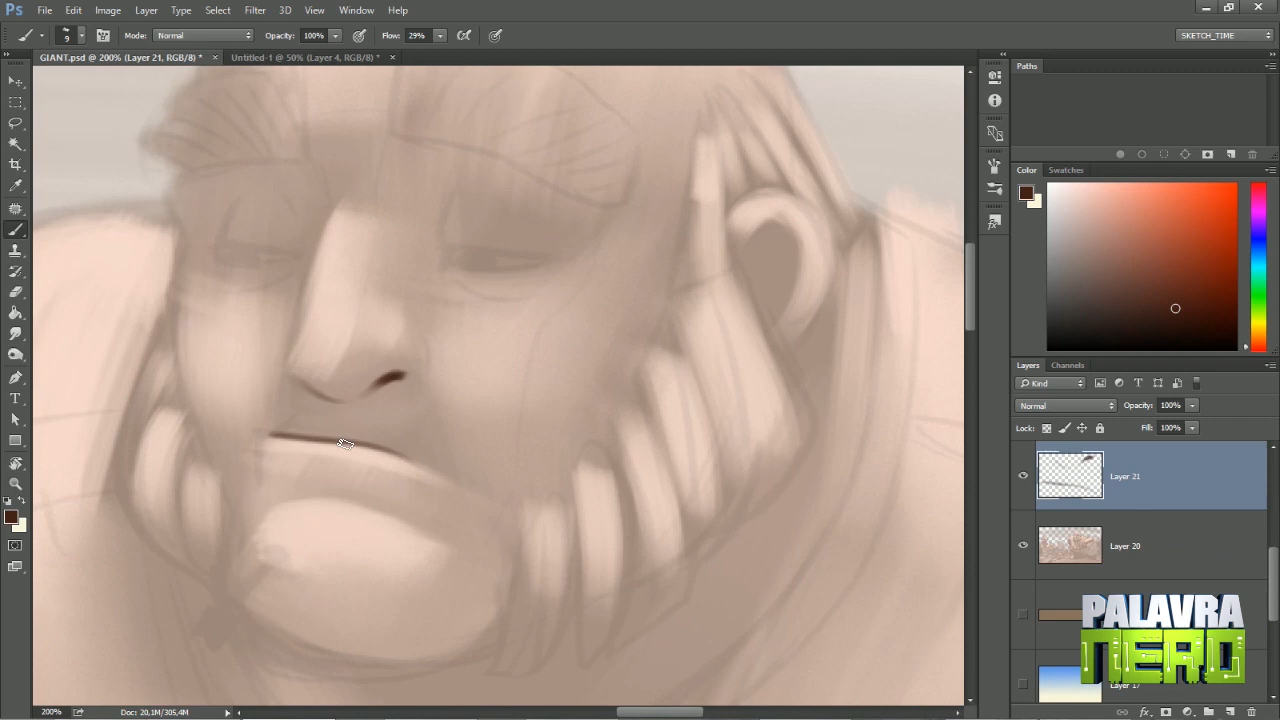 Ps File Edit Image Layer Type Select Filter 3D View Window Help
9 Mode: Normal Opacity: 100% Flow: 29% SKETCH_TIME
GIANT.psd @ 200% (Layer 21, RGB/8) * × Untitled-1 @ 50% (Layer 4, RGB/8) * ×
Paths
Color Swatches
Layers Channels
Kind
Normal Opacity: 100%
Lock: Fill: 100%
Layer 21
Layer 20
Layer 17
PALAVRA
NERD
200% Doc: 20,1M/305,4M